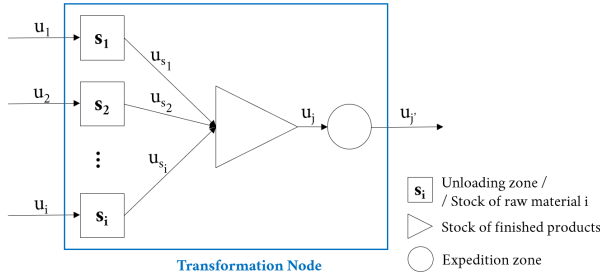 u1
s1
us1
u2
s2
us2
uj
uj'
⋮
usi
ui
si
si Unloading zone /
/ Stock of raw material i
Stock of finished products
Expedition zone
Transformation Node